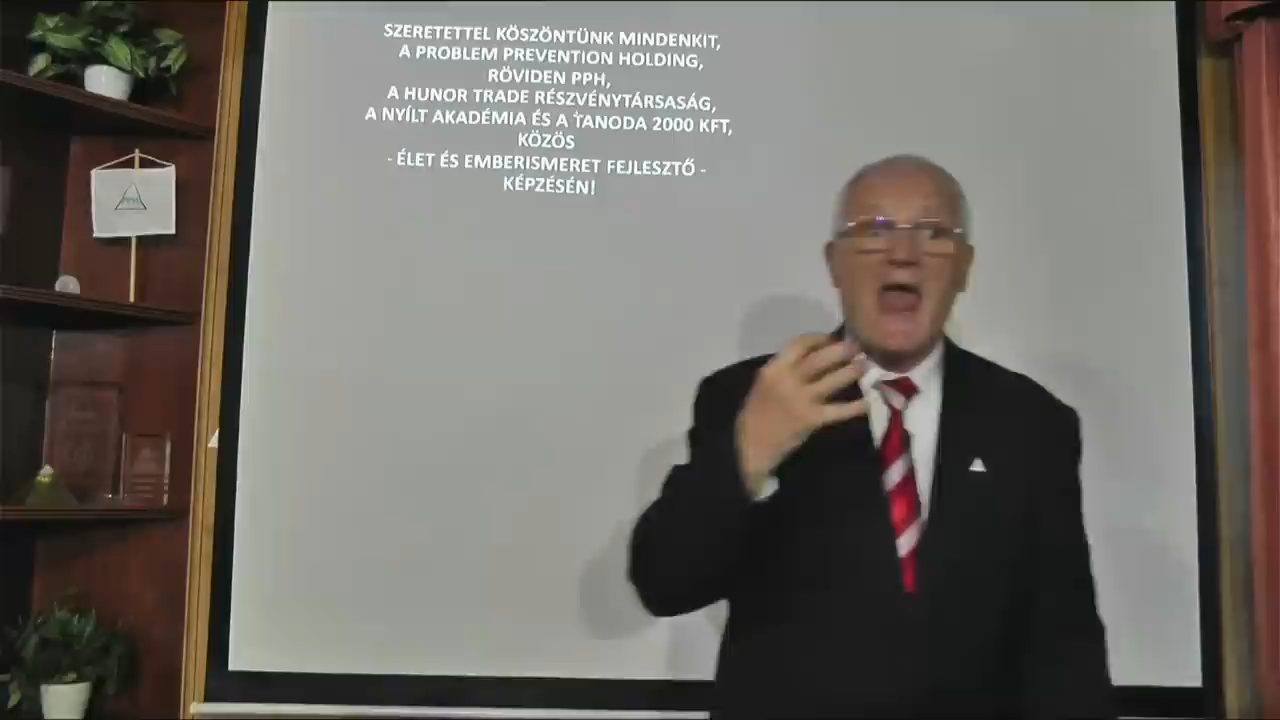 SZERETETTEL KÖSZÖNTÜNK MINDENKIT,
A PROBLEM PREVENTION HOLDING,
RÖVIDEN PPH,
A HUNOR TRADE RÉSZVÉNYTÁRSASÁG,
A NYÍLT AKADÉMIA ÉS A TANODA 2000 KFT,
KÖZÖS
- ÉLET ÉS EMBERISMERET FEJLESZTŐ -
KÉPZÉSÉN!